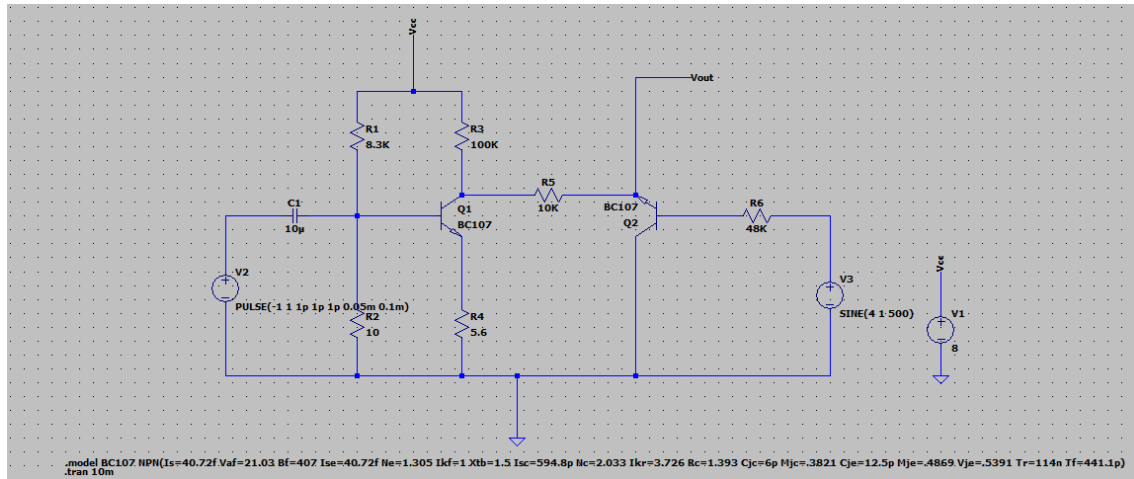 Vcc
Vout
R1
8.3K
R3
100K
R5
10K
C1
10µ
Q1
BC107
BC107
Q2
R6
48K
V2
PULSE(-1 1 1p 1p 1p 0.05m 0.1m)
R2
10
R4
5.6
V3
SINE(4 1 500)
Vcc
V1
8
.model BC107 NPN(Is=40.72f Vaf=21.03 Bf=407 Ise=40.72f Ne=1.305 Ikf=1 Xtb=1.5 Isc=594.8p Nc=2.033 Ikr=3.726 Rc=1.393 Cjc=6p Mjc=.3821 Cje=12.5p Mje=.4869 Vje=.5391 Tr=114n Tf=441.1p)
.tran 10m